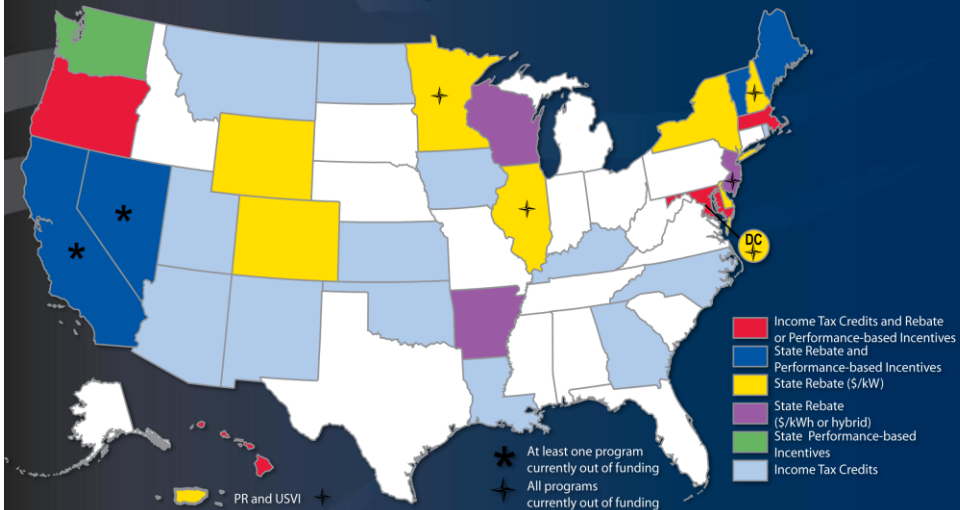 DC
Income Tax Credits and Rebate
or Performance-based Incentives
State Rebate and
Performance-based Incentives
State Rebate ($/kW)
State Rebate
($/kWh or hybrid)
State Performance-based
Incentives
Income Tax Credits
At least one program
currently out of funding
All programs
currently out of funding
PR and USVI